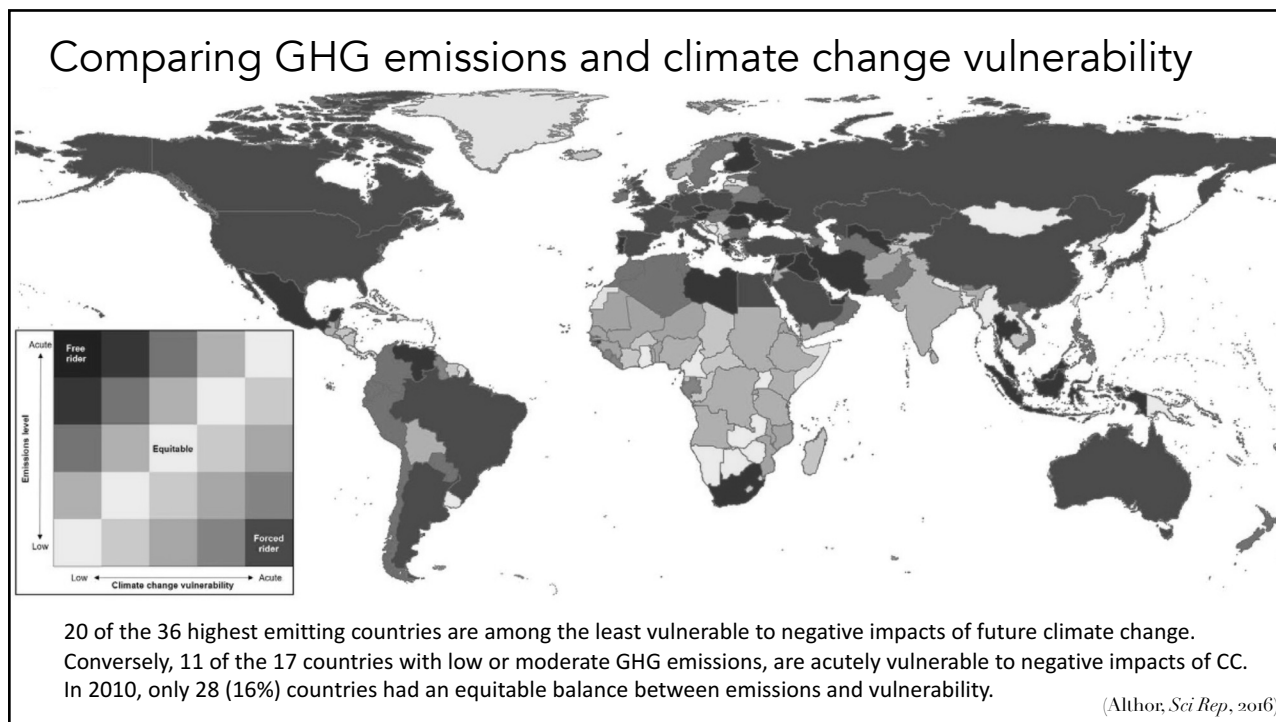 Comparing GHG emissions and climate change vulnerability
Acute
Free
rider
Emissions level
Equitable
Low
Forced
rider
Low
Climate change vulnerability
Acute
20 of the 36 highest emitting countries are among the least vulnerable to negative impacts of future climate change.
Conversely, 11 of the 17 countries with low or moderate GHG emissions, are acutely vulnerable to negative impacts of CC.
In 2010, only 28 (16%) countries had an equitable balance between emissions and vulnerability.
(Althor, Sci Rep, 2016)